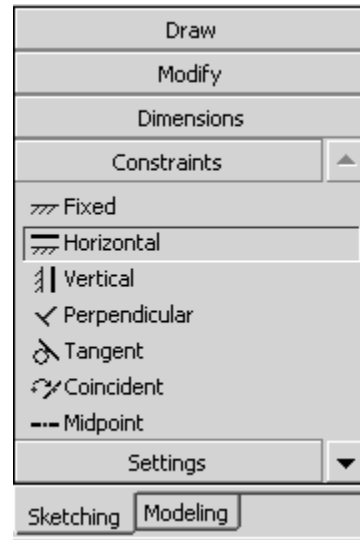 Draw
Modify
Dimensions
Constraints
Fixed
Horizontal
Vertical
Perpendicular
Tangent
Coincident
Midpoint
Settings
Sketching Modeling